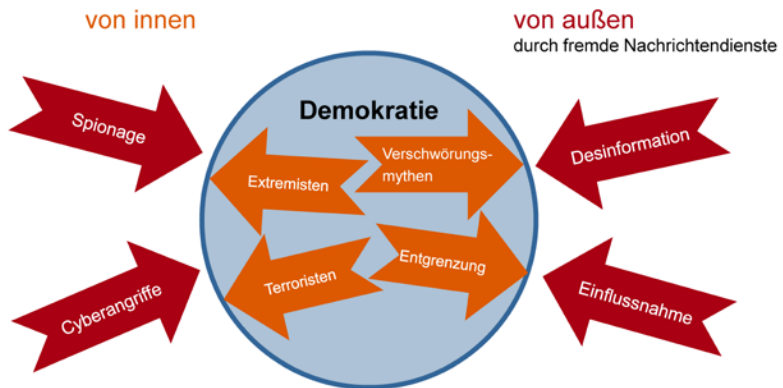 von innen
von außen
durch fremde Nachrichtendienste
Demokratie
Spionage
Verschwörungs-
mythen
Desinformation
Extremisten
Entgrenzung
Terroristen
Cyberangriffe
Einflussnahme